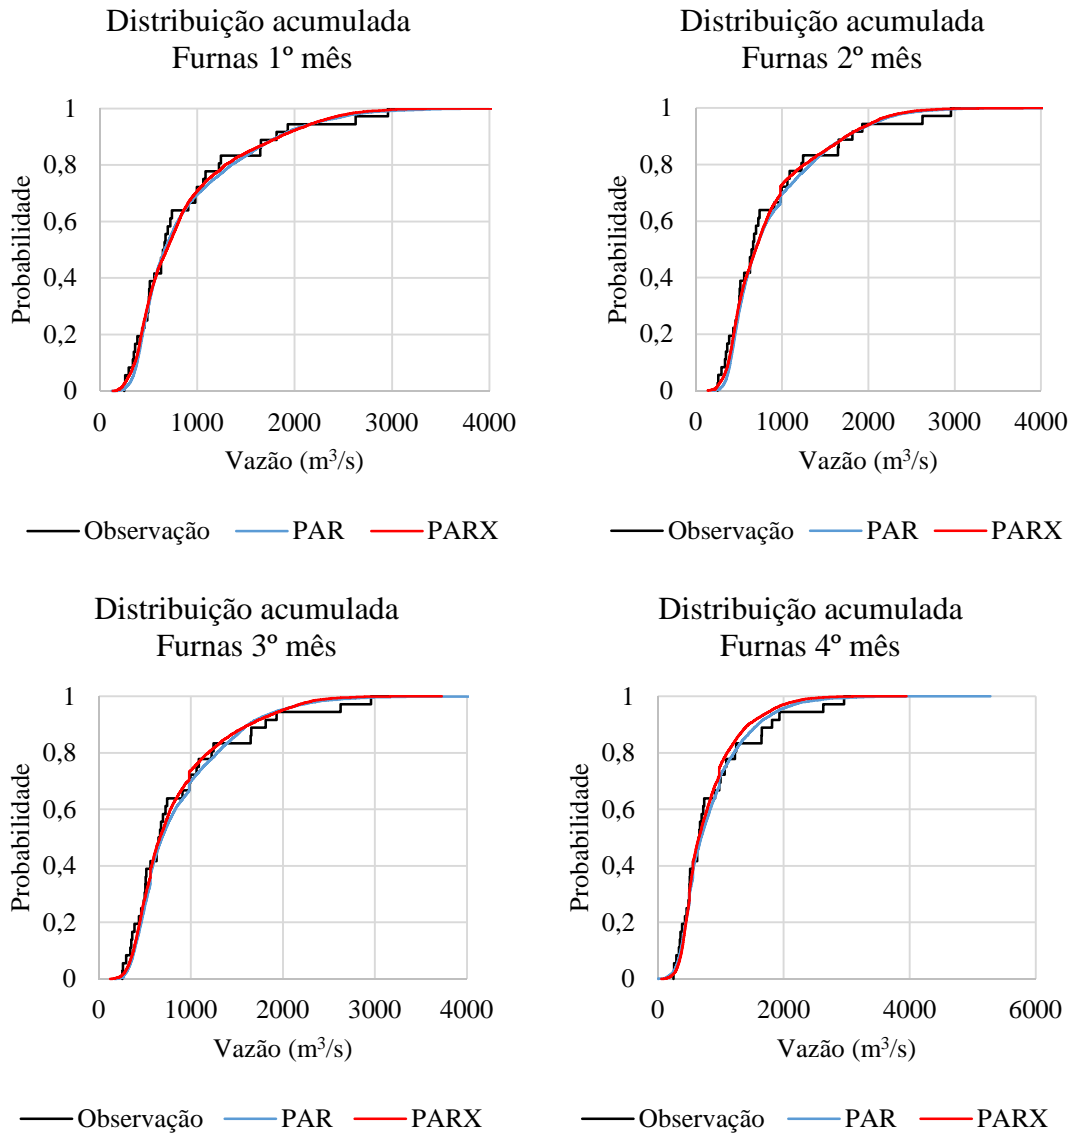 Distribuição acumulada
Furnas 1º mês
1
0,8
0,6
0,4
0,2
0
Probabilidade
0 1000 2000 3000 4000
Vazão (m³/s)
Observação PAR PARX
Distribuição acumulada
Furnas 2º mês
1
0,8
0,6
0,4
0,2
0
Probabilidade
0 1000 2000 3000 4000
Vazão (m³/s)
Observação PAR PARX
Distribuição acumulada
Furnas 3º mês
1
0,8
0,6
0,4
0,2
0
Probabilidade
0 1000 2000 3000 4000
Vazão (m³/s)
Observação PAR PARX
Distribuição acumulada
Furnas 4º mês
1
0,8
0,6
0,4
0,2
0
Probabilidade
0 2000 4000 6000
Vazão (m³/s)
Observação PAR PARX